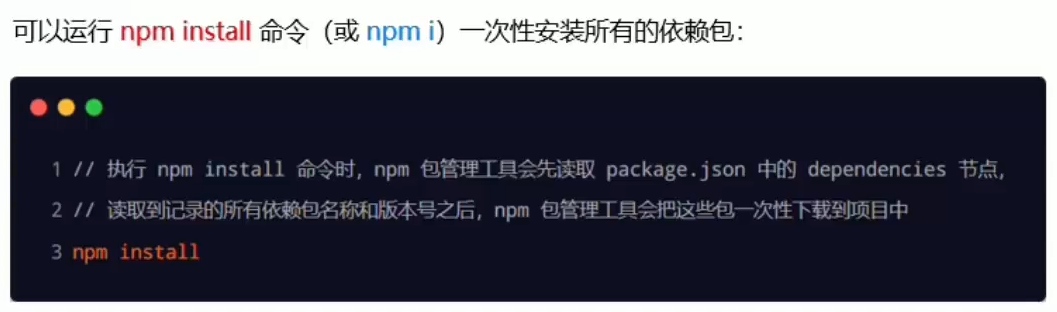 可以运行 npm install 命令（或 npm i）一次性安装所有的依赖包：
1 // 执行 npm install 命令时，npm 包管理工具会先读取 package.json 中的 dependencies 节点，
2 // 读取到记录的所有依赖包名称和版本号之后，npm 包管理工具会把这些包一次性下载到项目中
3 npm install